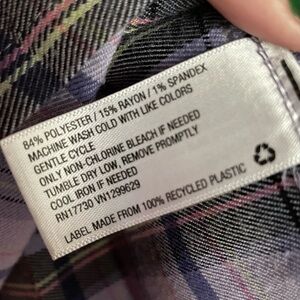 84% POLYESTER / 15% RAYON / 1% SPANDEX
MACHINE WASH COLD WITH LIKE COLORS
GENTLE CYCLE
ONLY NON-CHLORINE BLEACH IF NEEDED
TUMBLE DRY LOW. REMOVE PROMPTLY
COOL IRON IF NEEDED
RN17730 VN1299629
LABEL MADE FROM 100% RECYCLED PLASTIC